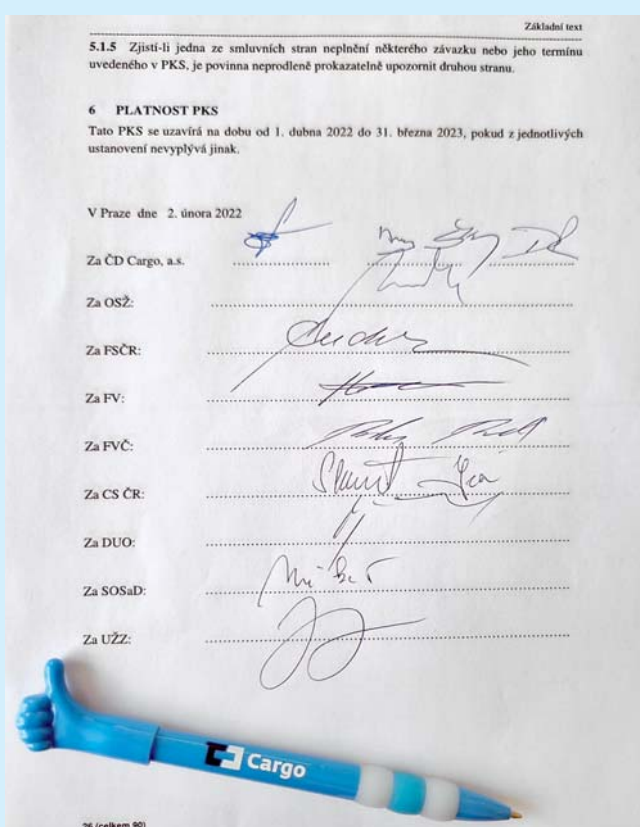 Základní text
5.1.5 Zjistí-li jedna ze smluvních stran neplnění některého závazku nebo jeho termínu
uvedeného v PKS, je povinna neprodleně prokazatelně upozornit druhou stranu.
6 PLATNOST PKS
Tato PKS se uzavírá na dobu od 1. dubna 2022 do 31. března 2023, pokud z jednotlivých
ustanovení nevyplývá jinak.
V Praze dne 2. února 2022
Za ČD Cargo, a.s.
Za OSŽ:
Za FSČR:
Za FV:
Za FVČ:
Za CS ČR:
Za DUO:
Za SOSaD:
Za UŽZ:
Cargo
26 (celkem 90)